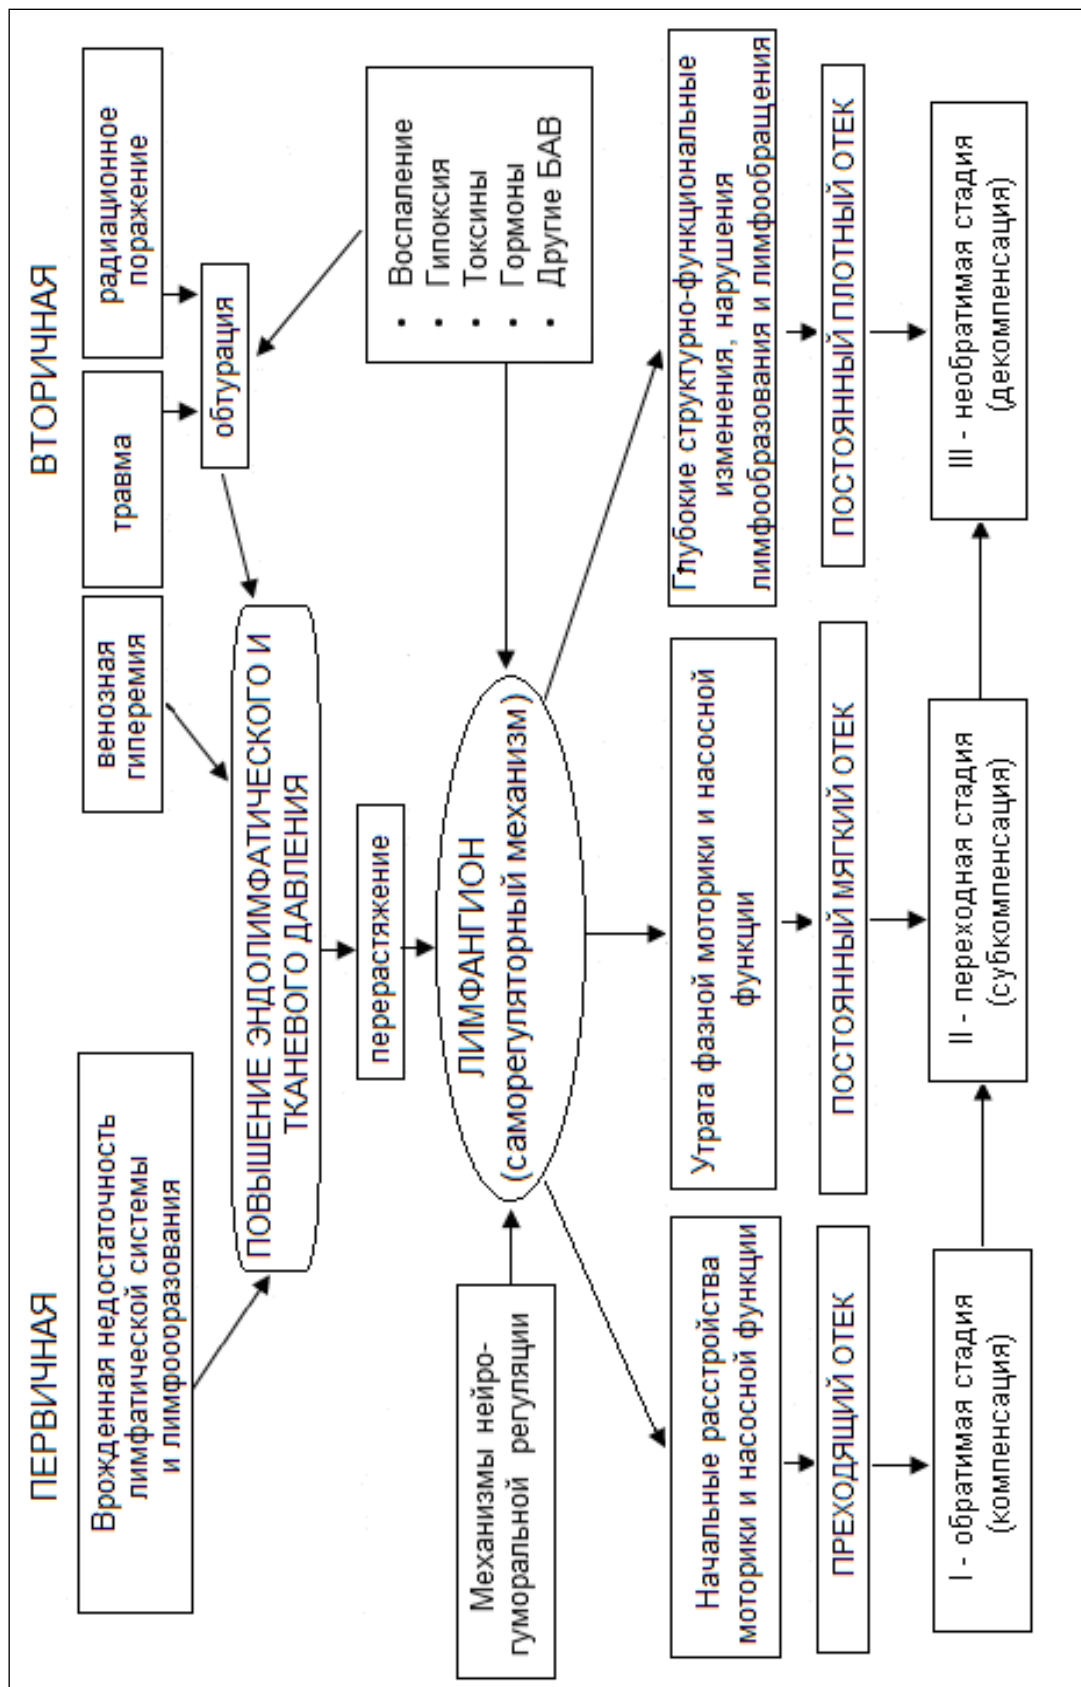 ПЕРВИЧНАЯ
ВТОРИЧНАЯ
Врожденная недостаточность
лимфатической системы
и лимфооразования
венозная
гиперемия
травма
радиационное
поражение
обтурация
ПОВЫШЕНИЕ ЭНДОЛИМФАТИЧЕСКОГО И
ТКАНЕВОГО ДАВЛЕНИЯ
перерастяжение
• Воспаление
• Гипоксия
• Токсины
• Гормоны
• Другие БАВ
Механизмы нейро-
гуморальной регуляции
ЛИМФАНГИОН
(саморегуляторный механизм )
Начальные расстройства
моторики и насосной функции
Утрата фазной моторики и насосной
функции
Глубокие структурно-функциональные
изменения, нарушения
лимфообразования и лимфообращения
ПРЕХОДЯЩИЙ ОТЕК
ПОСТОЯННЫЙ МЯГКИЙ ОТЕК
ПОСТОЯННЫЙ ПЛОТНЫЙ ОТЕК
I - обратимая стадия
(компенсация)
II - переходная стадия
(субкомпенсация)
III - необратимая стадия
(декомпенсация)